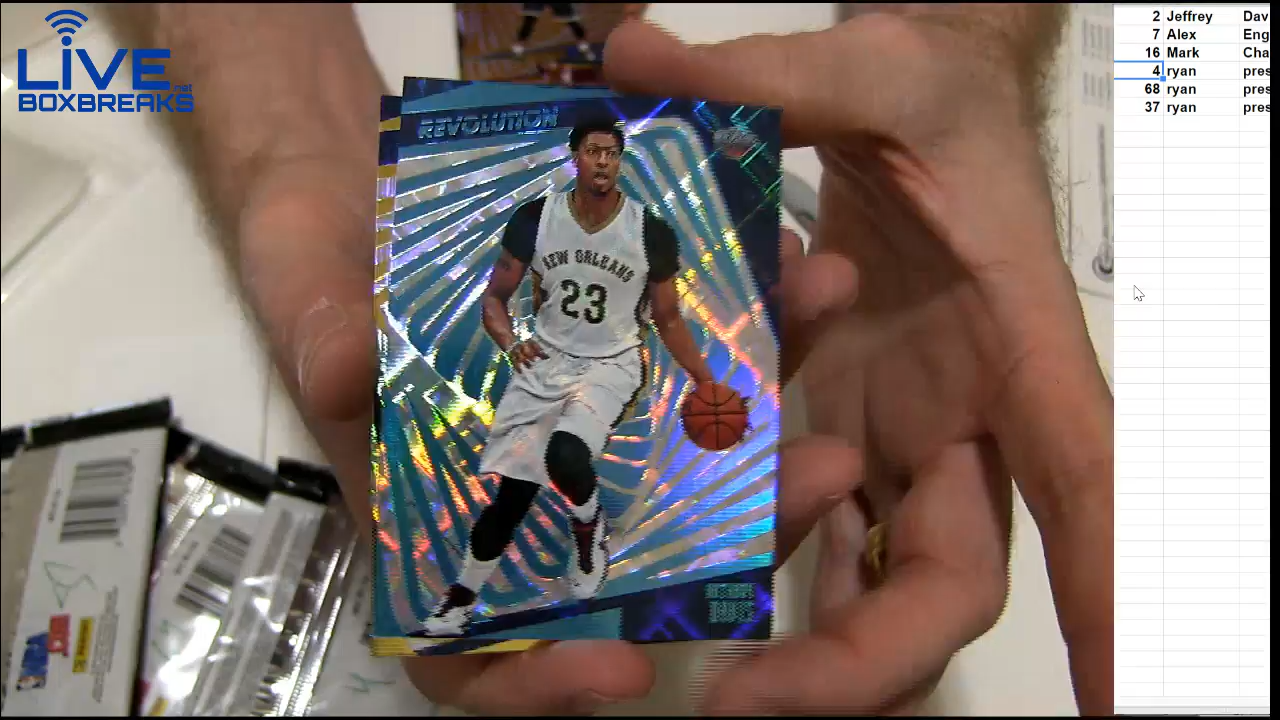 LiVE.net
BOXBREAKS
REVOLUTION
NEW ORLEANS
23
2 Jeffrey Dav
7 Alex Eng
16 Mark Cha
4 ryan pres
68 ryan pres
37 ryan pres